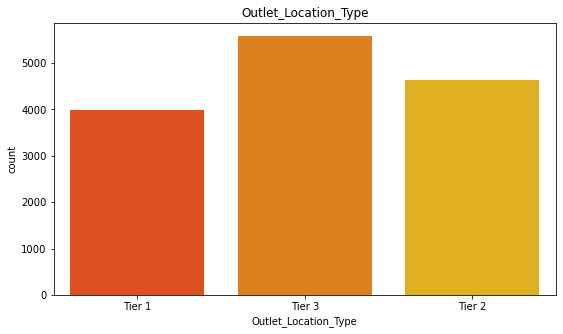 Outlet_Location_Type
count
5000
4000
3000
2000
1000
0
Tier 1 Tier 3 Tier 2
Outlet_Location_Type